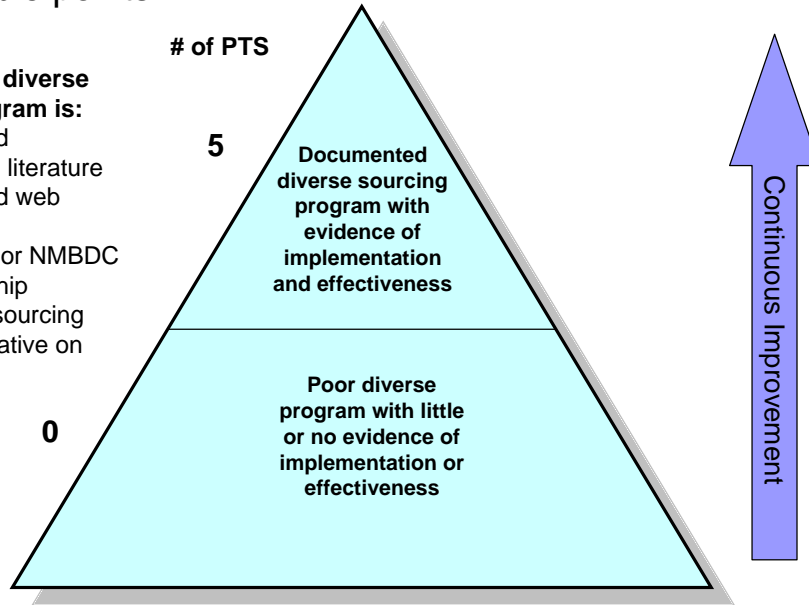 # of PTS
diverse
ram is:
literature
web
or NMBDC
hip
sourcing
ative on
5
Documented
diverse sourcing
program with
evidence of
implementation
and effectiveness
0
Poor diverse
program with little
or no evidence of
implementation or
effectiveness
Continuous Improvement